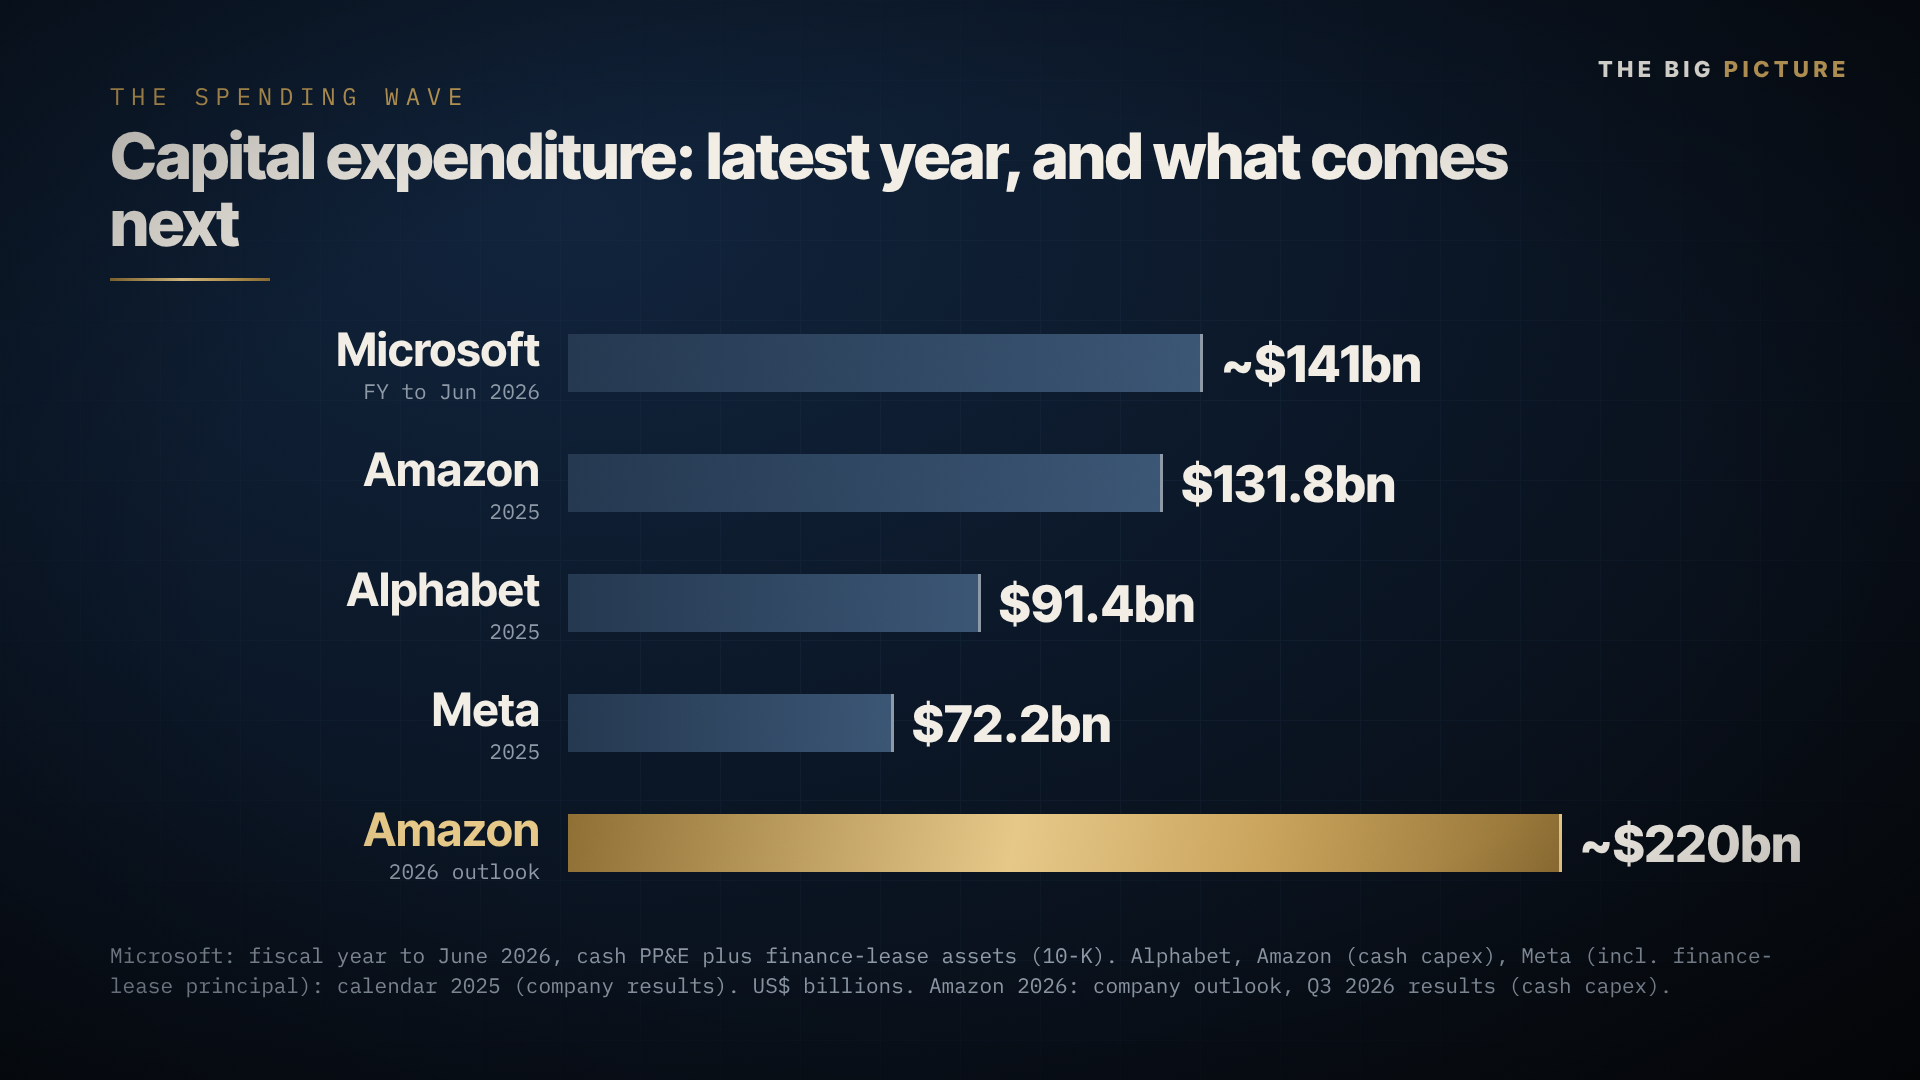 THE BIG PICTURE
THE SPENDING WAVE
Capital expenditure: latest year, and what comes
next
Microsoft
FY to Jun 2026
~$141bn
Amazon
2025
$131.8bn
Alphabet
2025
$91.4bn
Meta
2025
$72.2bn
Amazon
2026 outlook
~$220bn
Microsoft: fiscal year to June 2026, cash PP&E plus finance-lease assets (10-K). Alphabet, Amazon (cash capex), Meta (incl. finance-
lease principal): calendar 2025 (company results). US$ billions. Amazon 2026: company outlook, Q3 2026 results (cash capex).